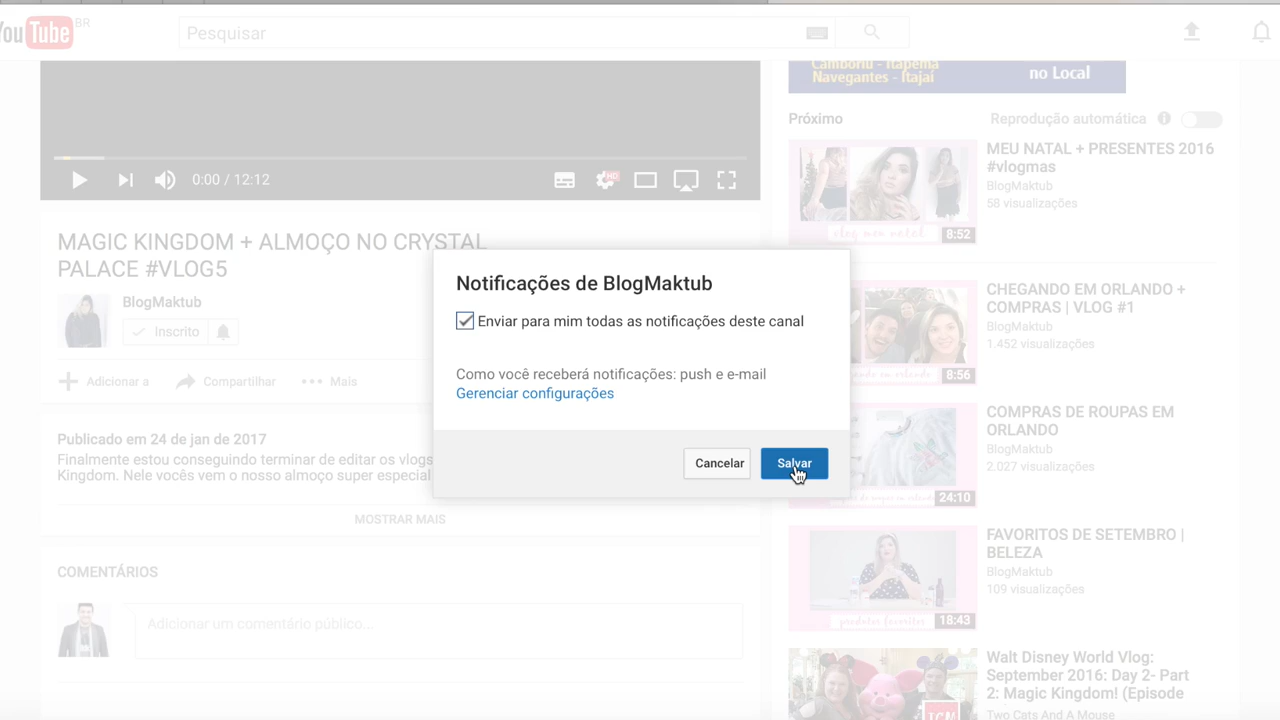 YouTube BR
Pesquisar
Camboriú - Itapema
Navegantes - Itajaí
no Local
Próximo
Reprodução automática
0:00 / 12:12
HD
MEU NATAL + PRESENTES 2016
#vlogmas
BlogMaktub
58 visualizações
vlog meu natal
8:52
MAGIC KINGDOM + ALMOÇO NO CRYSTAL
PALACE #VLOG5
BlogMaktub
Inscrito
Adicionar a
Compartilhar
Mais
Notificações de BlogMaktub
Enviar para mim todas as notificações deste canal
Como você receberá notificações: push e e-mail
Gerenciar configurações
Cancelar
Salvar
CHEGANDO EM ORLANDO +
COMPRAS | VLOG #1
BlogMaktub
1.452 visualizações
8:56
COMPRAS DE ROUPAS EM
ORLANDO
BlogMaktub
2.027 visualizações
24:10
Publicado em 24 de jan de 2017
Finalmente estou conseguindo terminar de editar os vlogs
Kingdom. Nele vocês vem o nosso almoço super especial
MOSTRAR MAIS
FAVORITOS DE SETEMBRO |
BELEZA
BlogMaktub
109 visualizações
18:43
COMENTÁRIOS
Adicionar um comentário público...
Walt Disney World Vlog:
September 2016: Day 2- Part
2: Magic Kingdom! (Episode
Two Cats And A Mouse